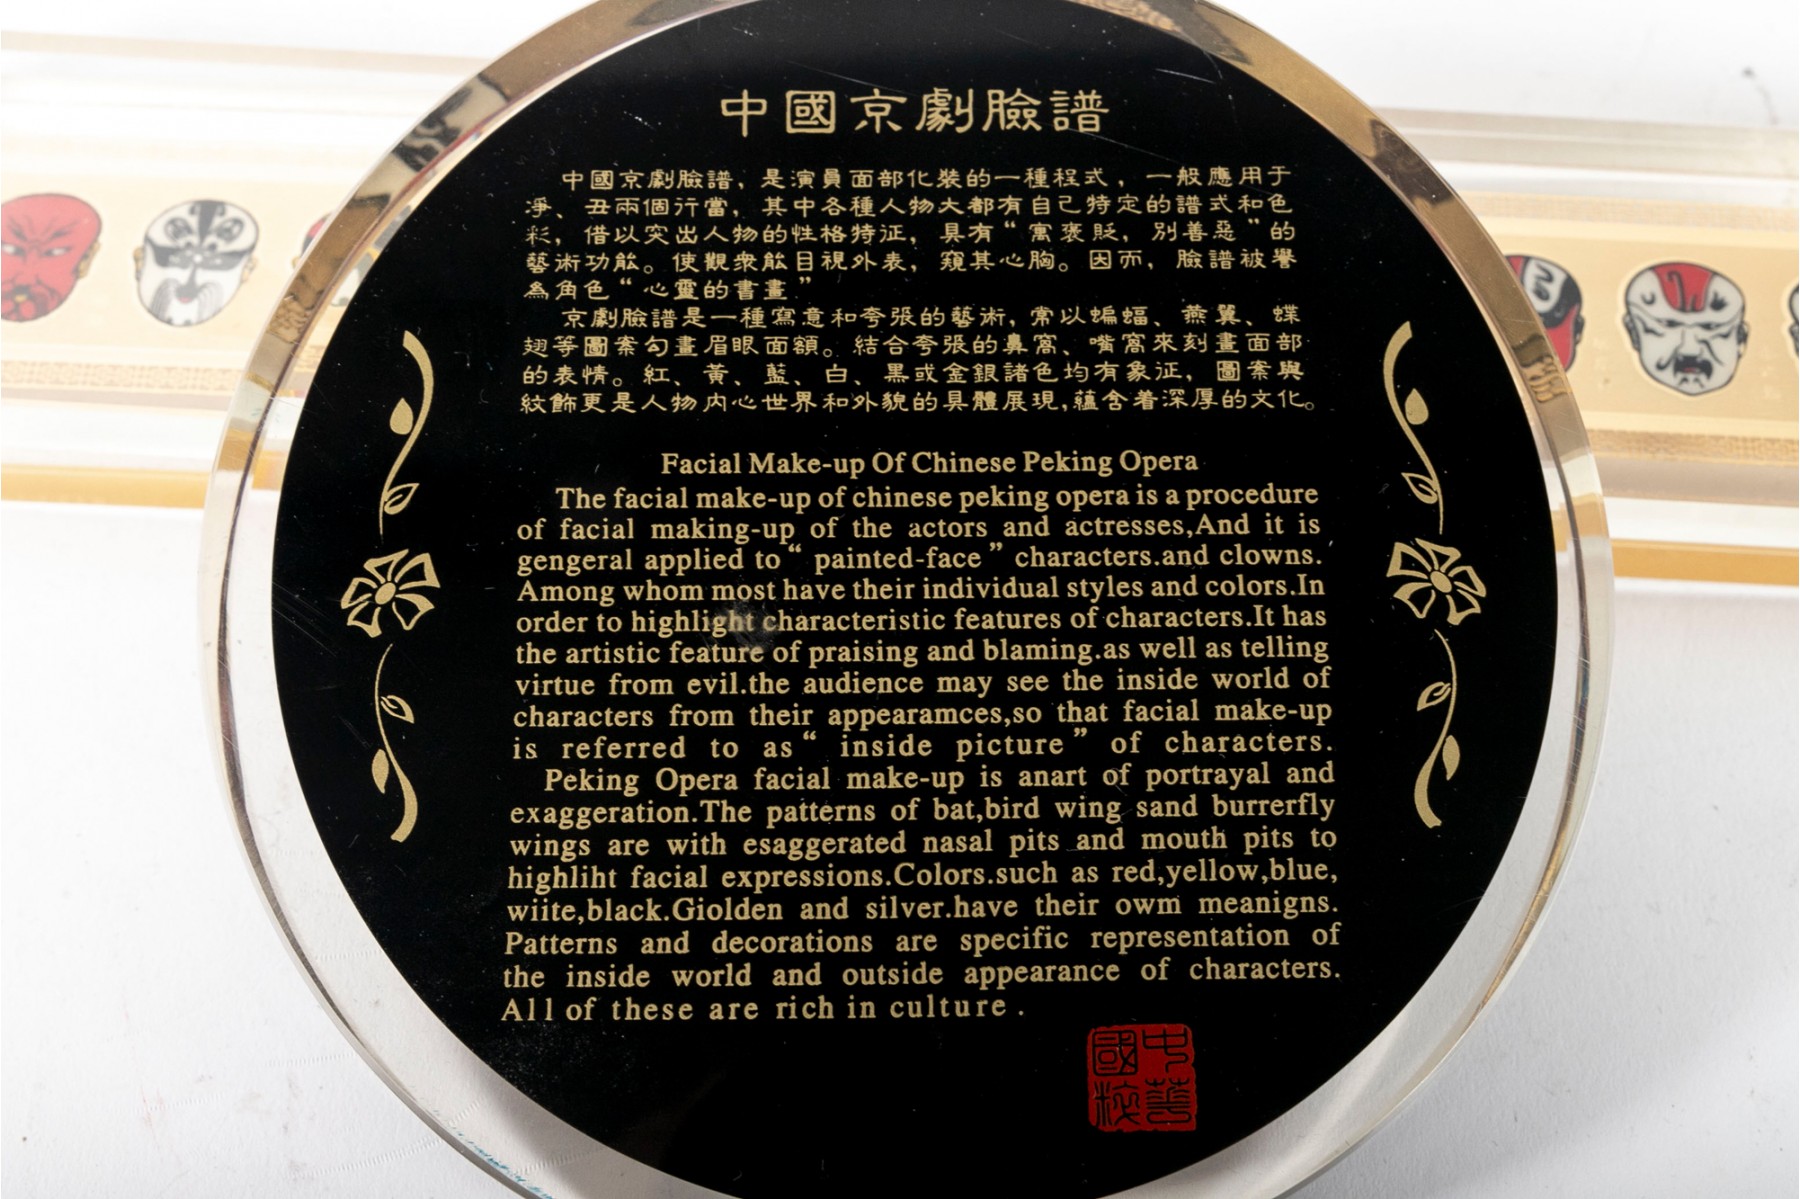 中國京劇臉譜
中國京劇臉譜，是演員面部化裝的一種程式，一般應用于
凈、丑兩個行當，其中各種人物大都有自己特定的譜式和色
彩，借以突出人物的性格特征，具有“寓褒貶，别善惡”的
藝術功能。使觀衆能目視外表，窺其心胸。因而，臉譜被譽
為角色“心靈的書畫”
京劇臉譜是一種寫意和夸張的藝術，常以蝙蝠、燕翼、蝶
翅等圖案勾畫眉眼面額。結合夸張的鼻窩、嘴窩來刻畫面部
的表情。紅、黃、藍、白、黑或金銀諸色均有象征，圖案與
紋飾更是人物内心世界和外貌的具體展現，蘊含着深厚的文化。
Facial Make-up Of Chinese Peking Opera
The facial make-up of chinese peking opera is a procedure
of facial making-up of the actors and actresses,And it is
gengeral applied to “ painted-face ” characters.and clowns.
Among whom most have their individual styles and colors.In
order to highlight characteristic features of characters.It has
the artistic feature of praising and blaming.as well as telling
virtue from evil.the audience may see the inside world of
characters from their appearamces,so that facial make-up
is referred to as “ inside picture ” of characters.
Peking Opera facial make-up is anart of portrayal and
exaggeration.The patterns of bat,bird wing sand burrerfly
wings are with esaggerated nasal pits and mouth pits to
highliht facial expressions.Colors.such as red,yellow,blue,
wiite,black.Giolden and silver.have their owm meanigns.
Patterns and decorations are specific representation of
the inside world and outside appearance of characters.
All of these are rich in culture .
中華
國粹